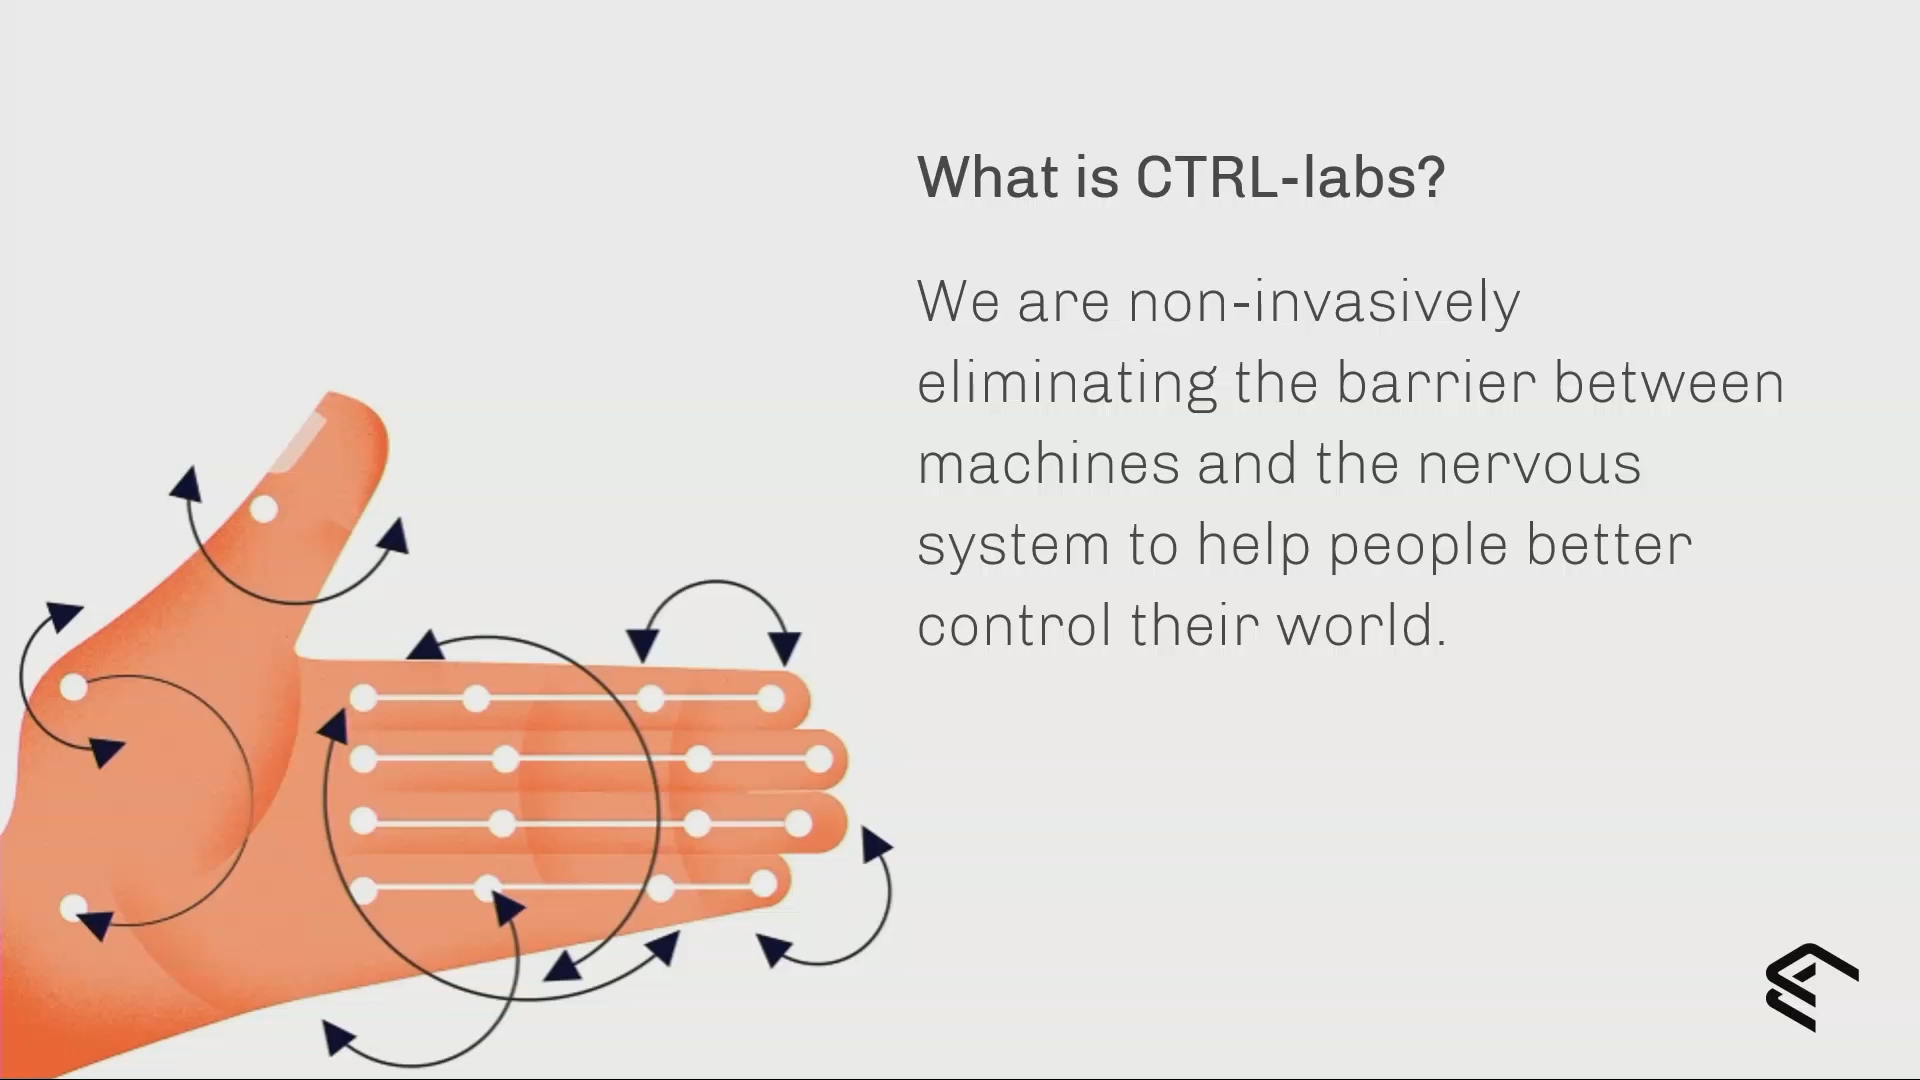 What is CTRL-labs?
We are non-invasively
eliminating the barrier between
machines and the nervous
system to help people better
control their world.